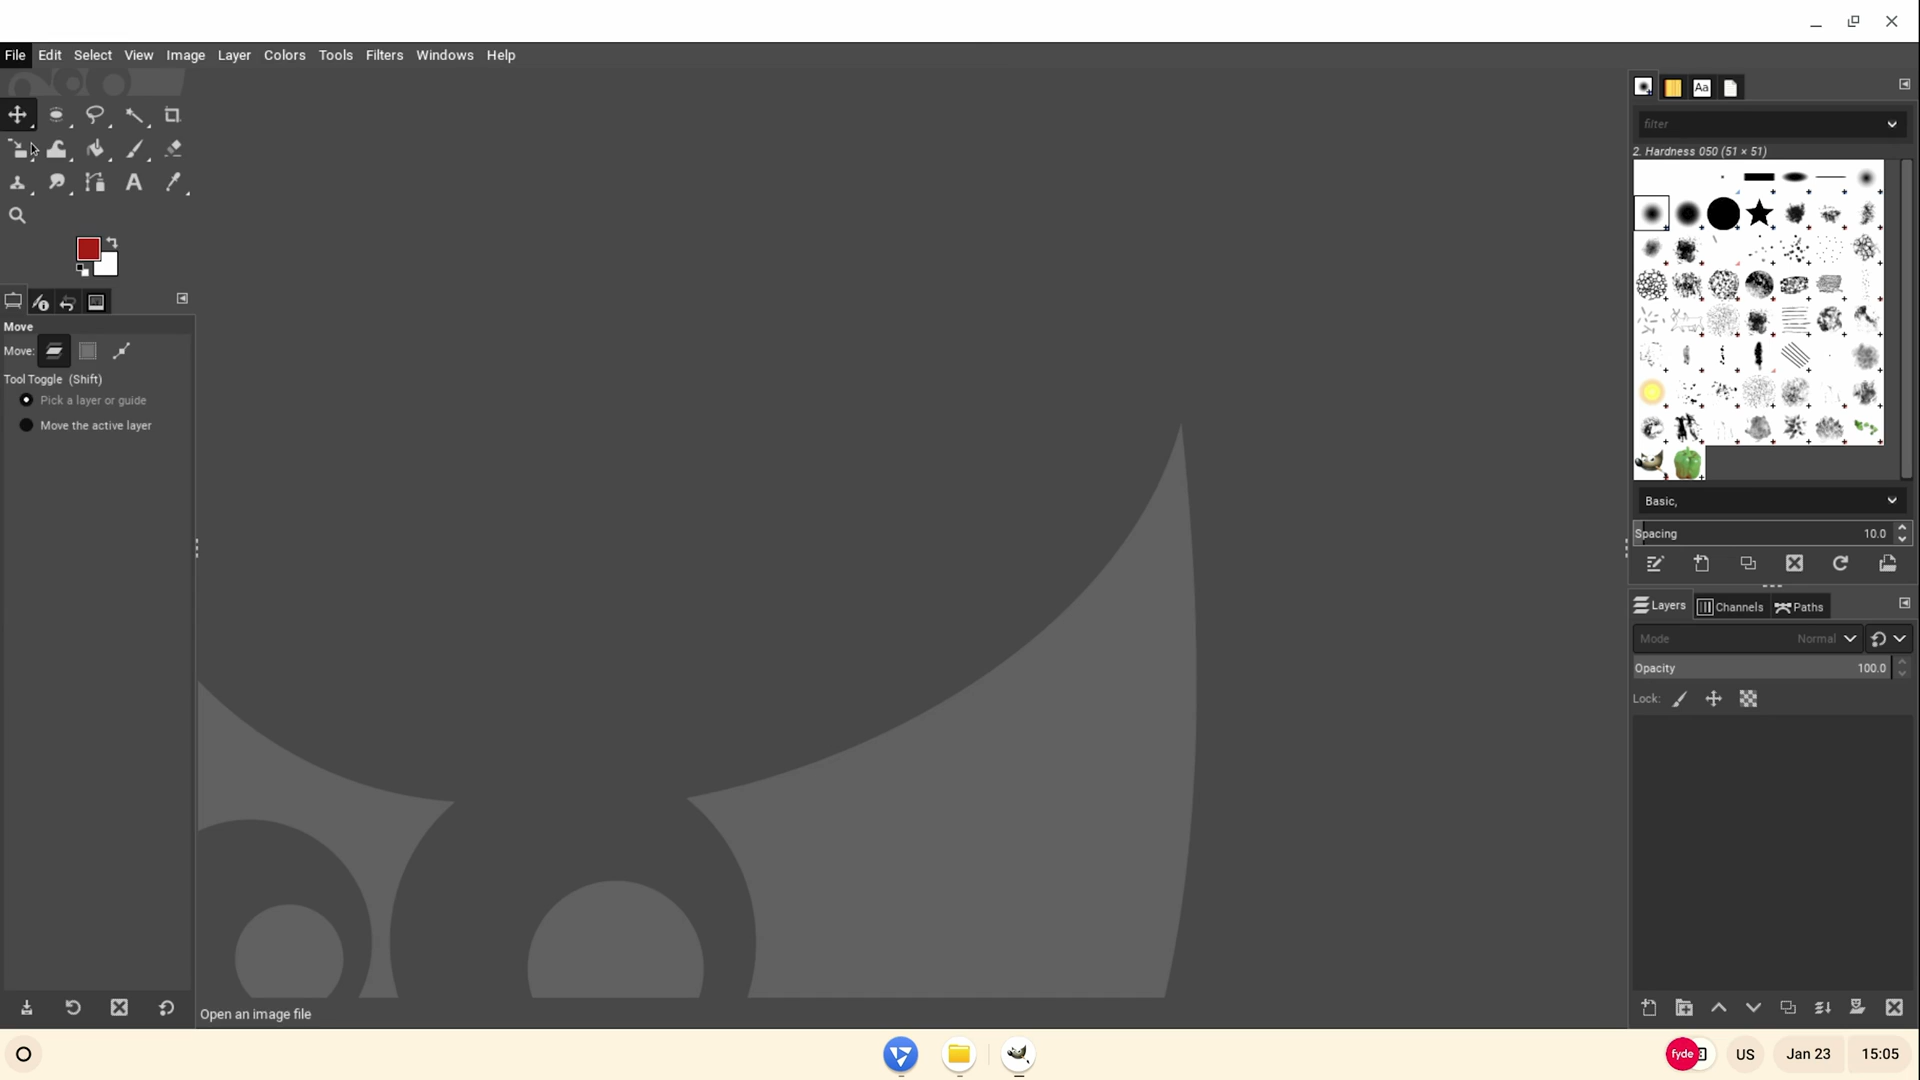 File Edit Select View Image Layer Colors Tools Filters Windows Help
Aa
filter
2. Hardness 050 (51 × 51)
A
Move
Move:
Tool Toggle (Shift)
Pick a layer or guide
Move the active layer
Basic,
Spacing 10.0
Layers Channels Paths
Mode Normal
Opacity 100.0
Lock:
Open an image file
fyde US Jan 23 15:05